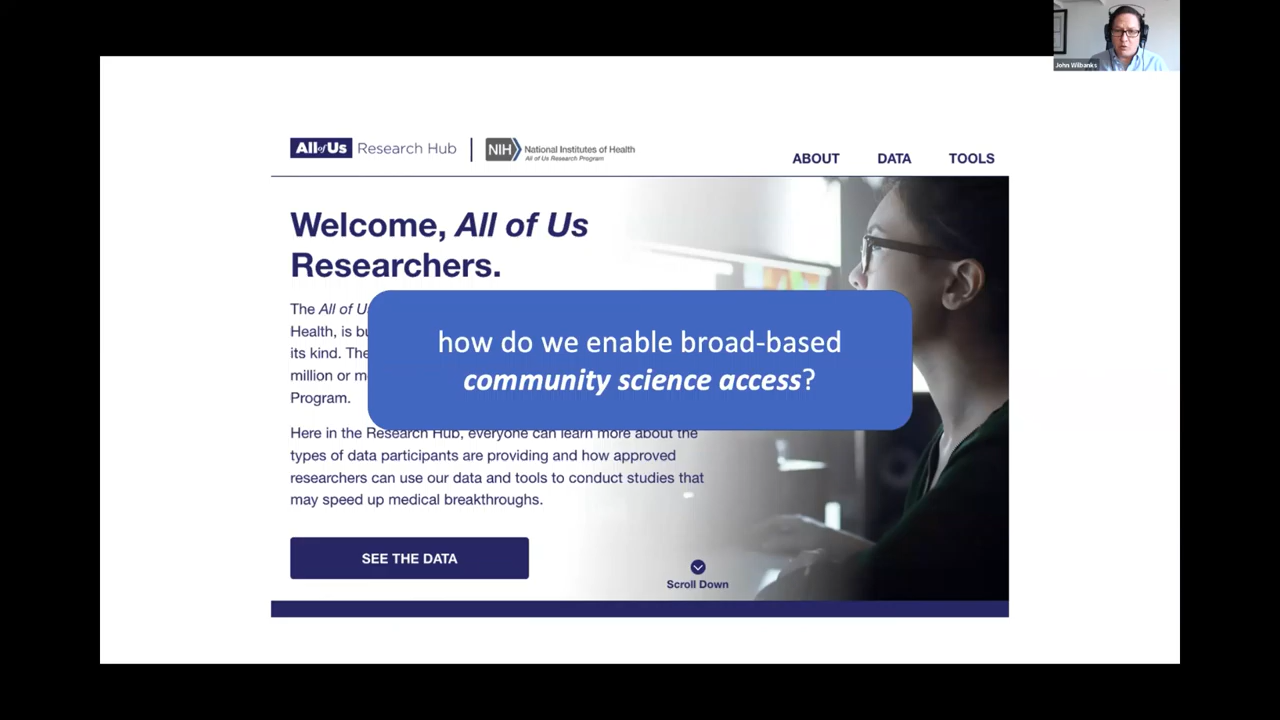 John Wilbanks
All of Us Research Hub
NIH National Institutes of Health
All of Us Research Program
ABOUT DATA TOOLS
Welcome, All of Us
Researchers.
The All of U
Health, is bu
its kind. The
million or m
Program.
how do we enable broad-based
community science access?
Here in the Research Hub, everyone can learn more about the
types of data participants are providing and how approved
researchers can use our data and tools to conduct studies that
may speed up medical breakthroughs.
SEE THE DATA
Scroll Down